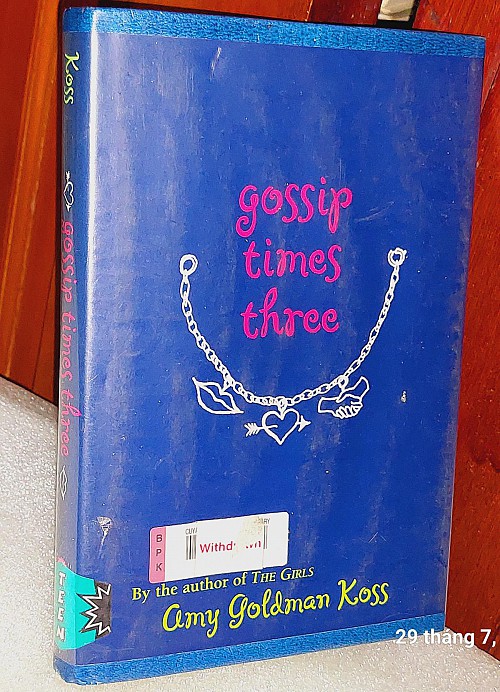 Koss
gossip times three
TEEN
gossip
times
three
BPK
By the author of THE GIRLS
Amy Goldman Koss
29 tháng 7,